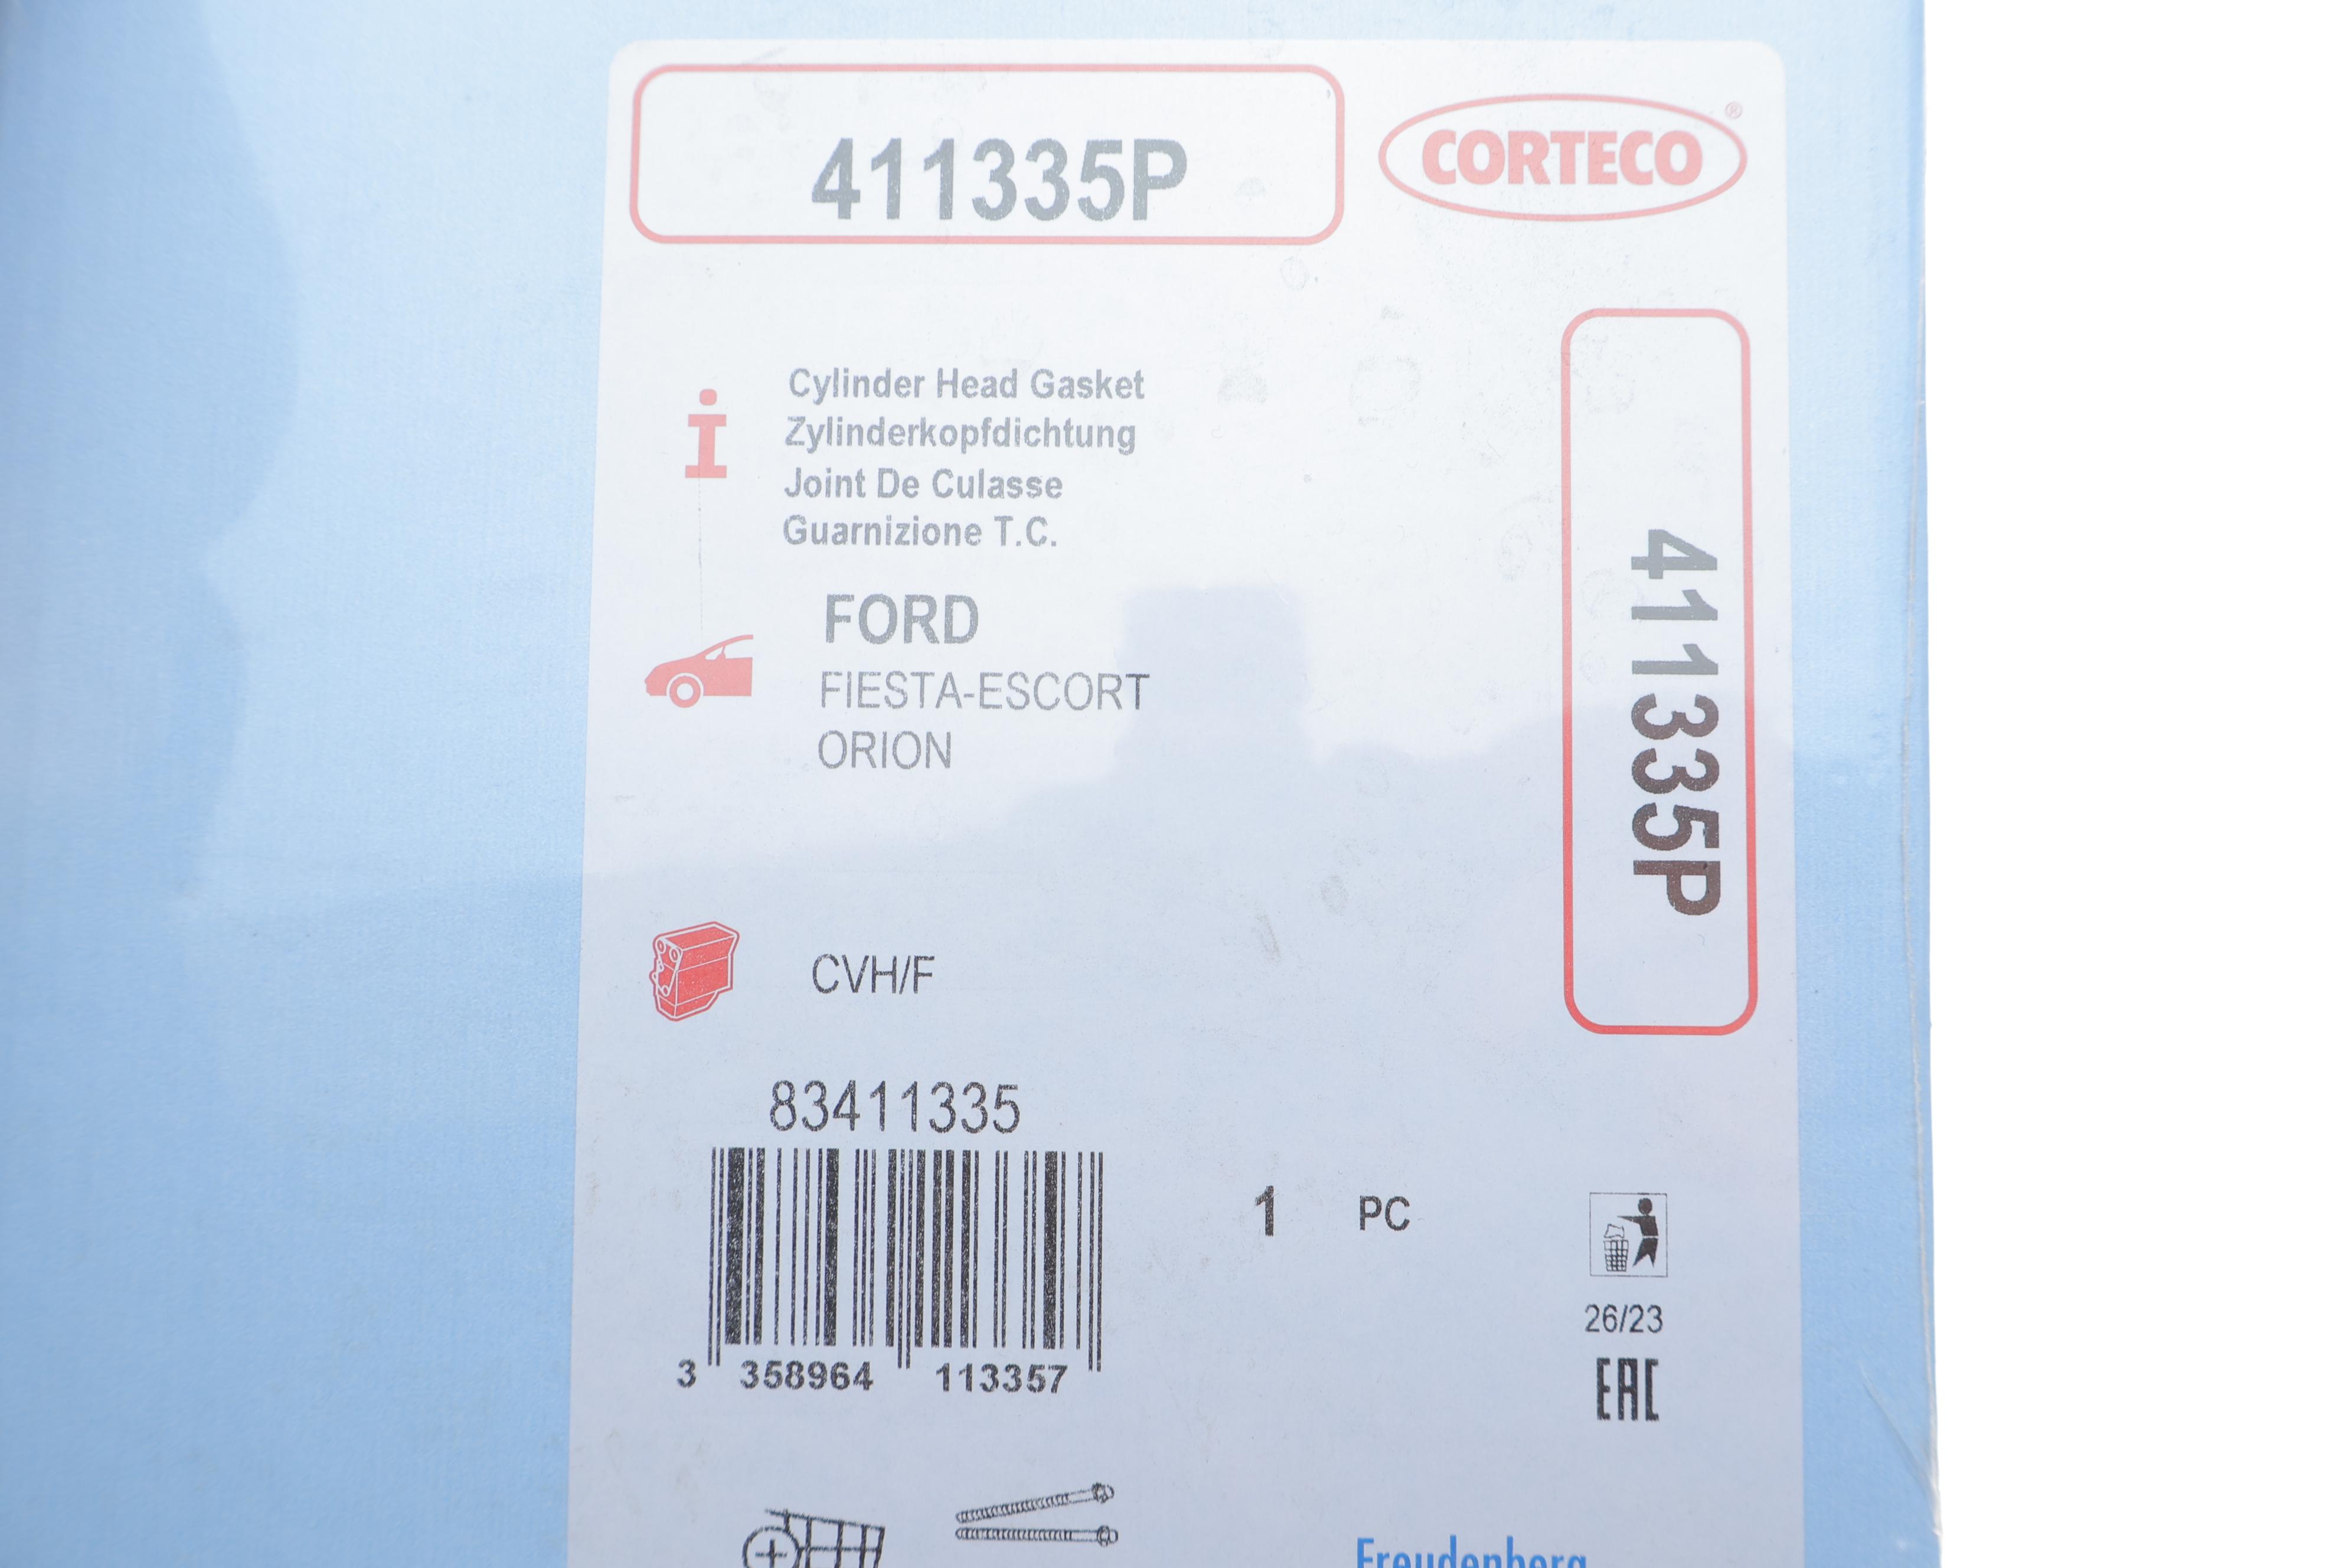 411335P
CORTECO®
Cylinder Head Gasket
Zylinderkopfdichtung
Joint De Culasse
Guarnizione T.C.
411335P
FORD
FIESTA-ESCORT
ORION
CVH/F
83411335
3 358964 113357
1 PC
26/23
EAC
Freudenberg